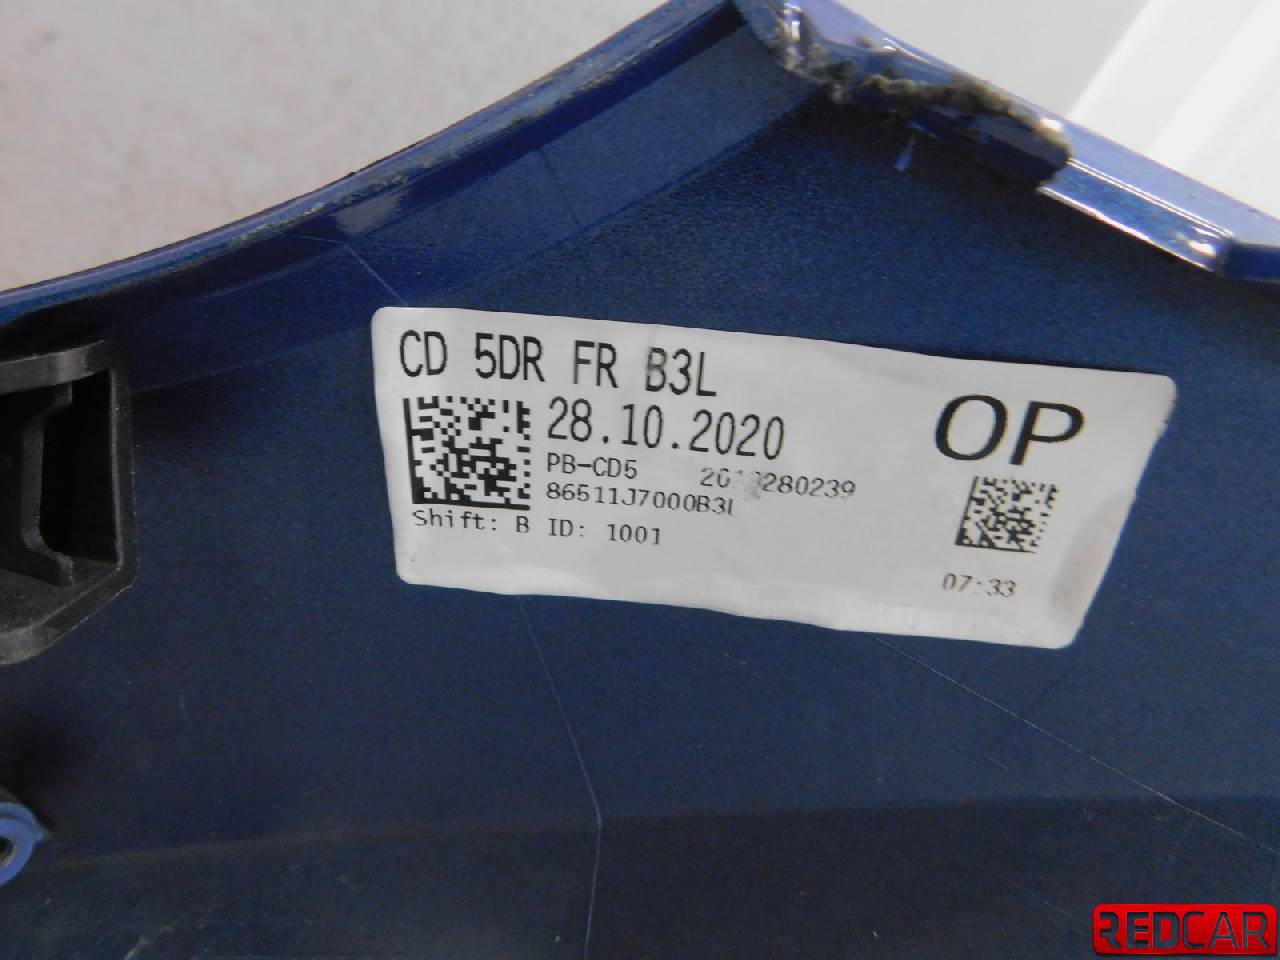 CD 5DR FR B3L
28.10.2020
OP
PB-CD5
86511J7000B3L
Shift: B ID: 1001
07:33
REDCAR